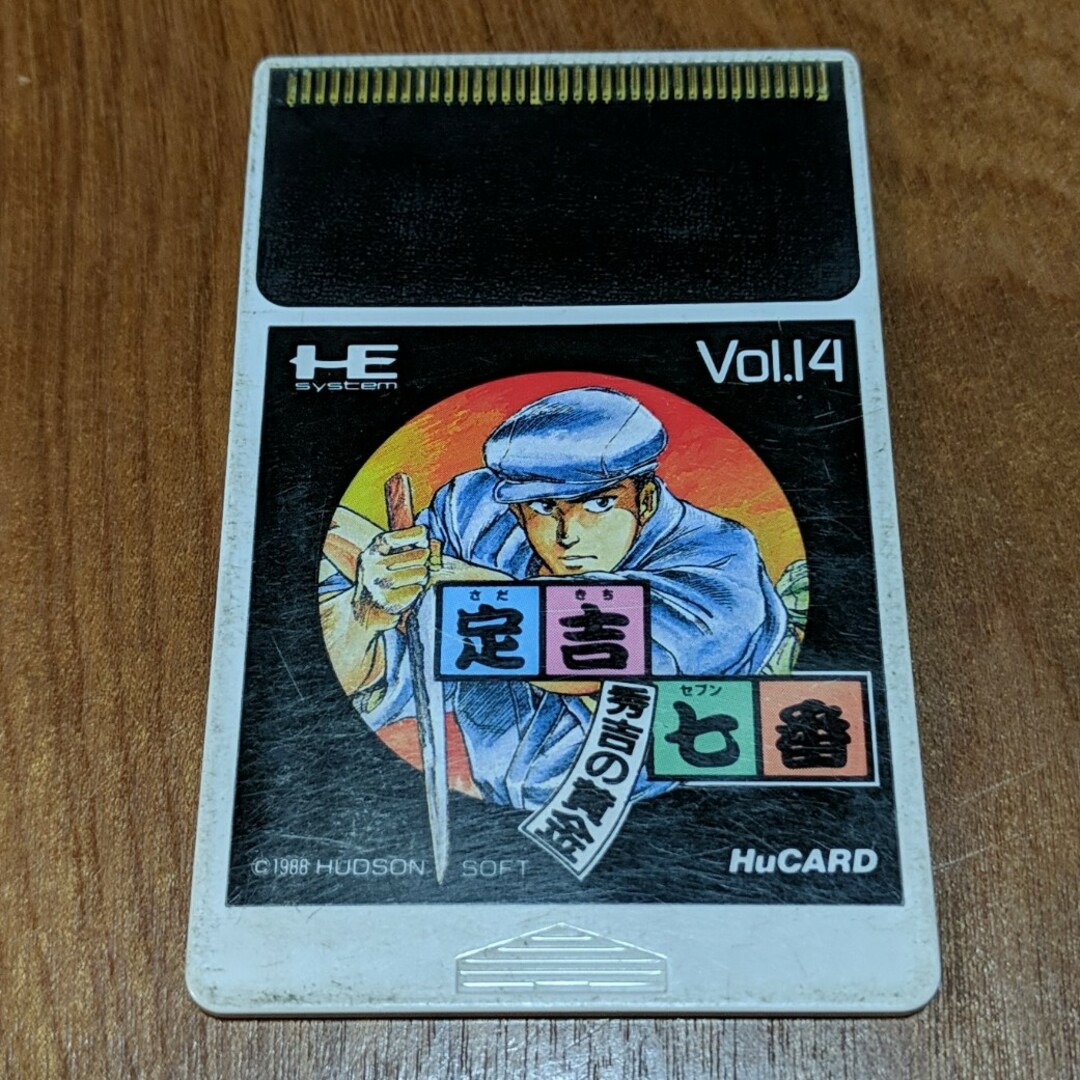 HE
system
Vol.14
さだ きち
定吉
セブン
七番
秀吉の黄金
©1988 HUDSON SOFT
HuCARD